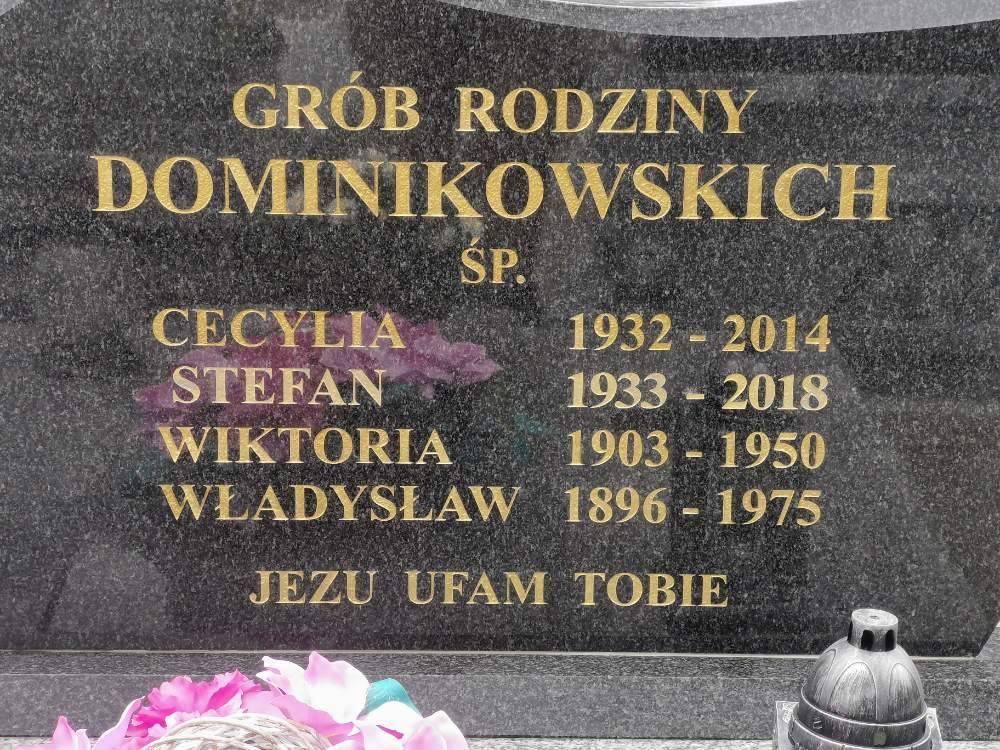 GRÓB RODZINY
DOMINIKOWSKICH
ŚP.
CECYLIA 1932 - 2014
STEFAN 1933 - 2018
WIKTORIA 1903 - 1950
WŁADYSŁAW 1896 - 1975
JEZU UFAM TOBIE